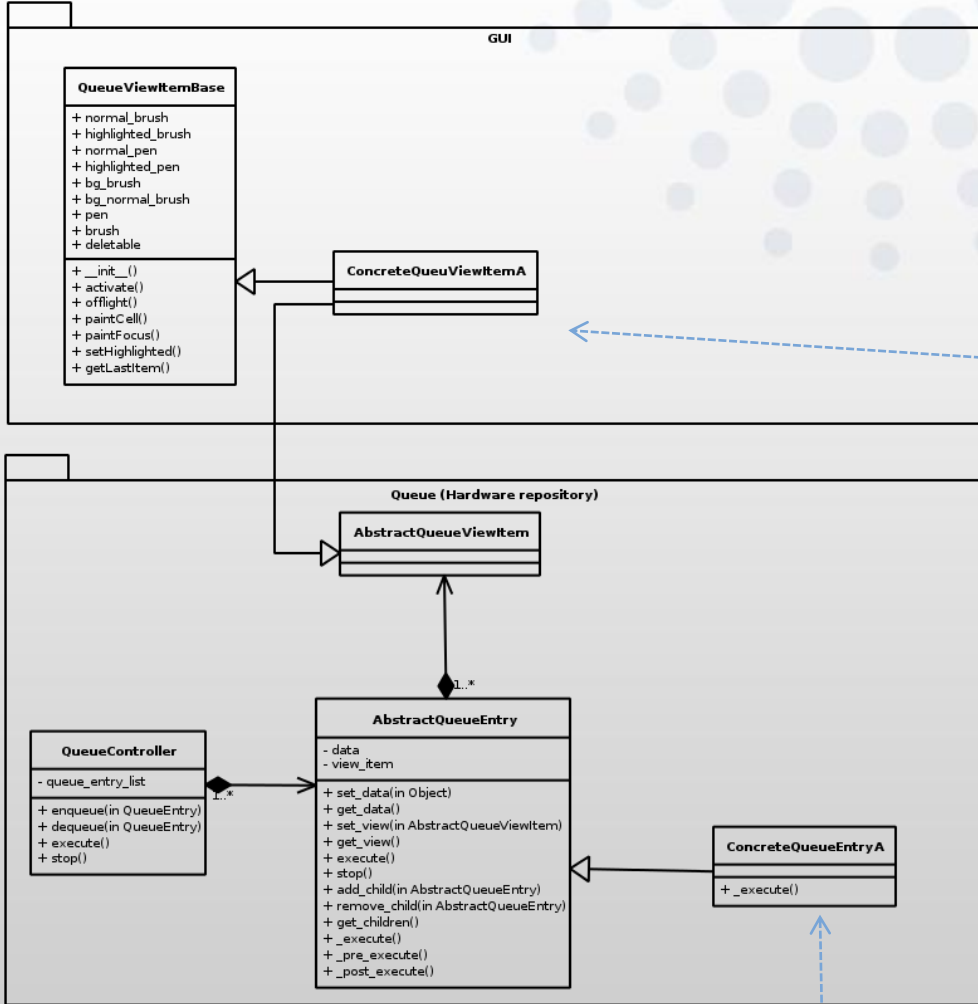 GUI
QueueViewItemBase
+ normal_brush
+ highlighted_brush
+ normal_pen
+ highlighted_pen
+ bg_brush
+ bg_normal_brush
+ pen
+ brush
+ deletable
+ __init__()
+ activate()
+ offlight()
+ paintCell()
+ paintFocus()
+ setHighlighted()
+ getLastItem()
ConcreteQueuViewItemA
Queue (Hardware repository)
AbstractQueueViewItem
1..*
AbstractQueueEntry
- data
- view_item
+ set_data(in Object)
+ get_data()
+ set_view(in AbstractQueueViewItem)
+ get_view()
+ execute()
+ stop()
+ add_child(in AbstractQueueEntry)
+ remove_child(in AbstractQueueEntry)
+ get_children()
+ _execute()
+ _pre_execute()
+ _post_execute()
QueueController
- queue_entry_list
+ enqueue(in QueueEntry)
+ dequeue(in QueueEntry)
+ execute()
+ stop()
1..*
ConcreteQueueEntryA
+ _execute()